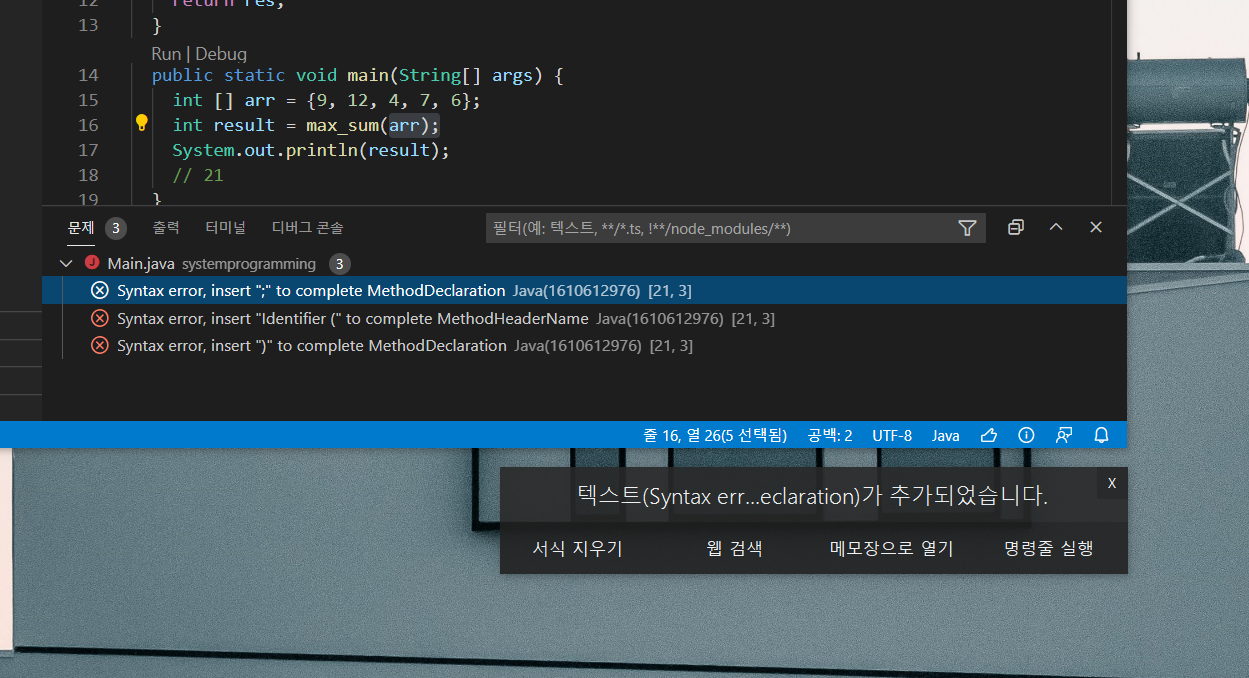 12 return res;
13 }
Run | Debug
14 public static void main(String[] args) {
15 int [] arr = {9, 12, 4, 7, 6};
16 int result = max_sum(arr);
17 System.out.println(result);
18 // 21
19 }
문제 3 출력 터미널 디버그 콘솔 필터(예: 텍스트, **/*.ts, !**/node_modules/**)
J Main.java systemprogramming 3
Syntax error, insert ";" to complete MethodDeclaration Java(1610612976) [21, 3]
Syntax error, insert "Identifier (" to complete MethodHeaderName Java(1610612976) [21, 3]
Syntax error, insert ")" to complete MethodDeclaration Java(1610612976) [21, 3]
줄 16, 열 26(5 선택됨) 공백: 2 UTF-8 Java
X
텍스트(Syntax err...eclaration)가 추가되었습니다.
서식 지우기 웹 검색 메모장으로 열기 명령줄 실행